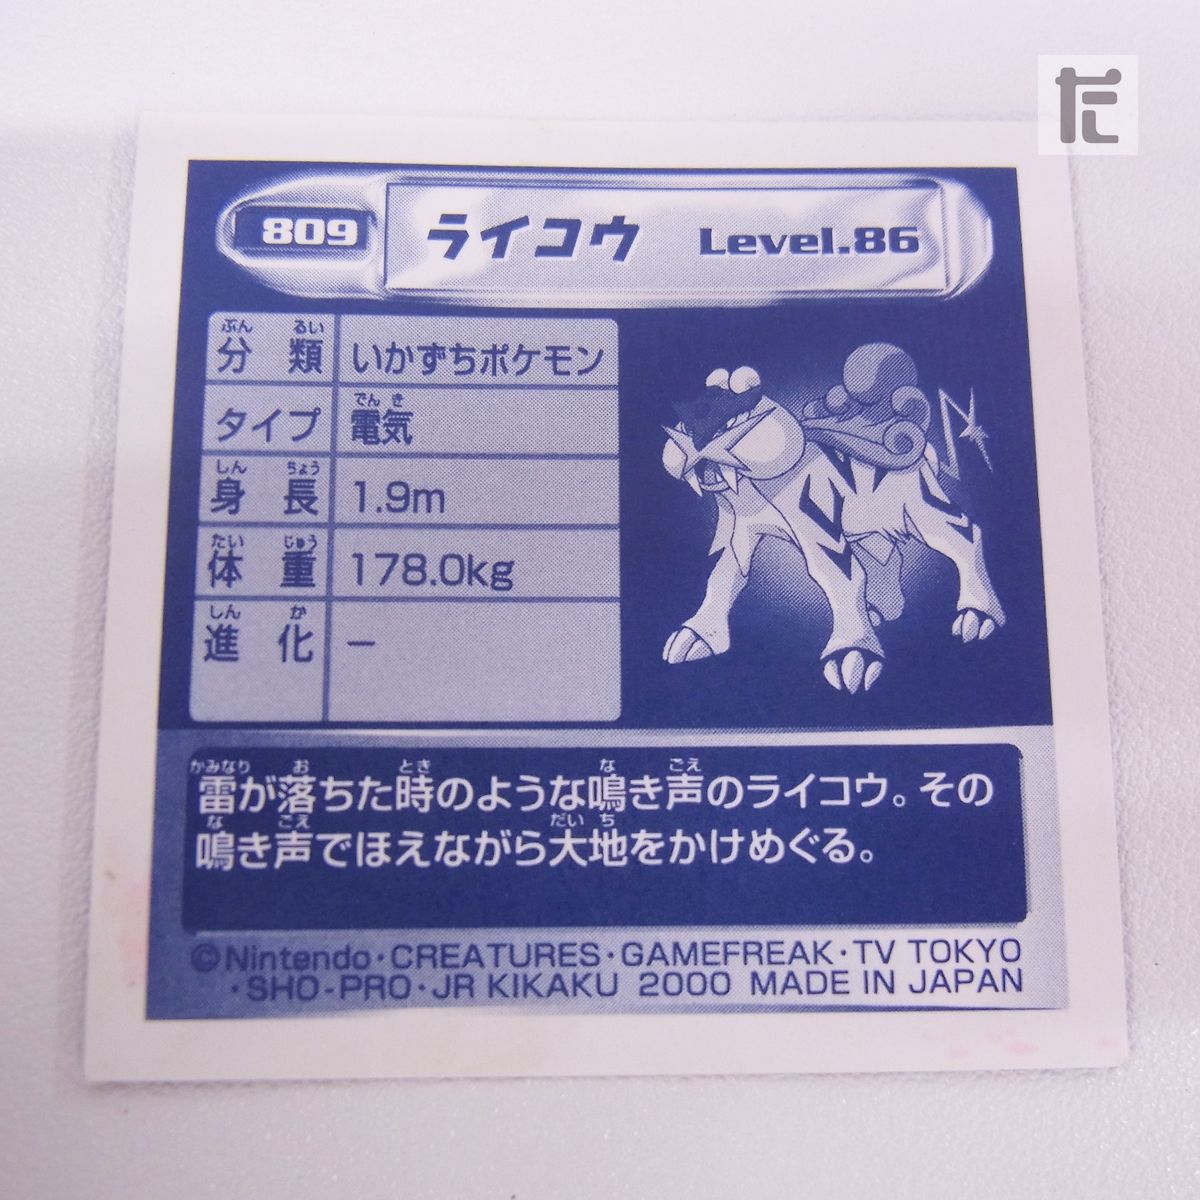 809 ライコウ Level.86
ぶん るい
分 類 いかずちポケモン
でん き
タイプ 電気
しん ちょう
身 長 1.9m
たい じゅう
体 重 178.0kg
しん か
進 化 −
かみなり お とき な ごえ
雷が落ちた時のような鳴き声のライコウ。その
な ごえ だい ち
鳴き声でほえながら大地をかけめぐる。
©Nintendo・CREATURES・GAMEFREAK・TV TOKYO
・SHO-PRO・JR KIKAKU 2000 MADE IN JAPAN